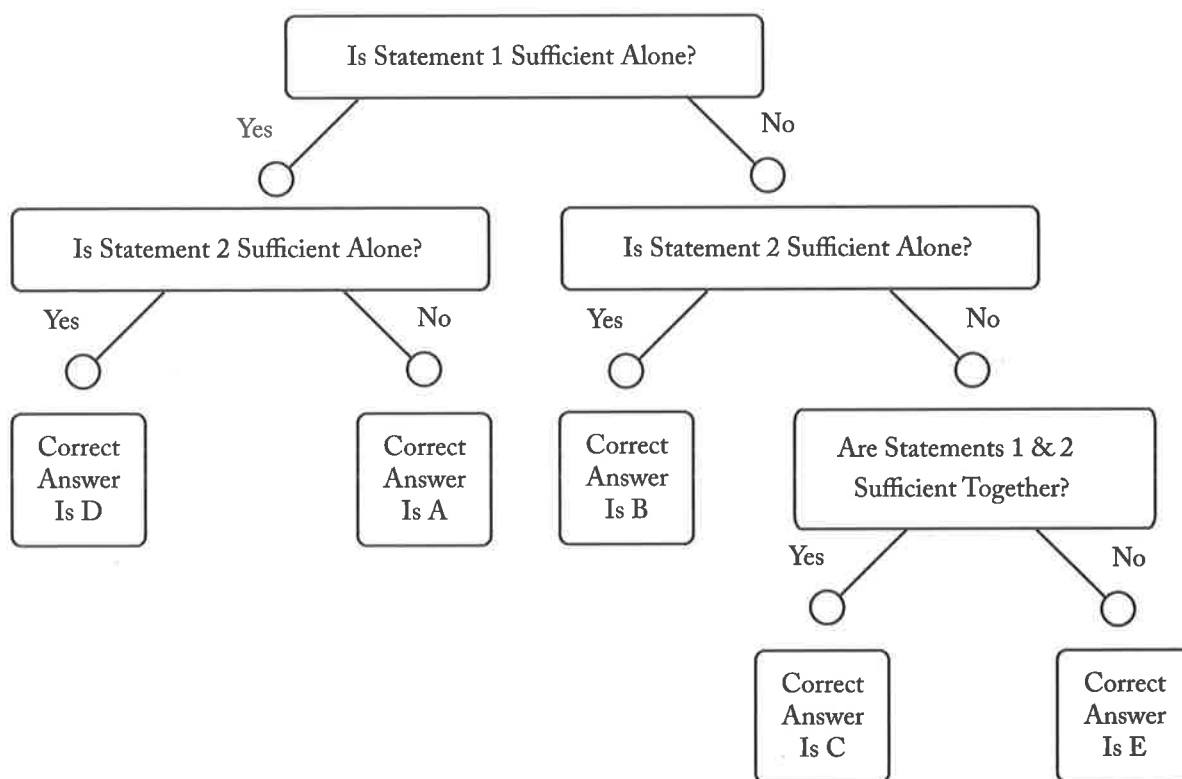 Is Statement 1 Sufficient Alone?
Yes
No
Is Statement 2 Sufficient Alone?
Is Statement 2 Sufficient Alone?
Yes
No
Yes
No
Correct
Answer
Is D
Correct
Answer
Is A
Correct
Answer
Is B
Are Statements 1 & 2
Sufficient Together?
Yes
No
Correct
Answer
Is C
Correct
Answer
Is E